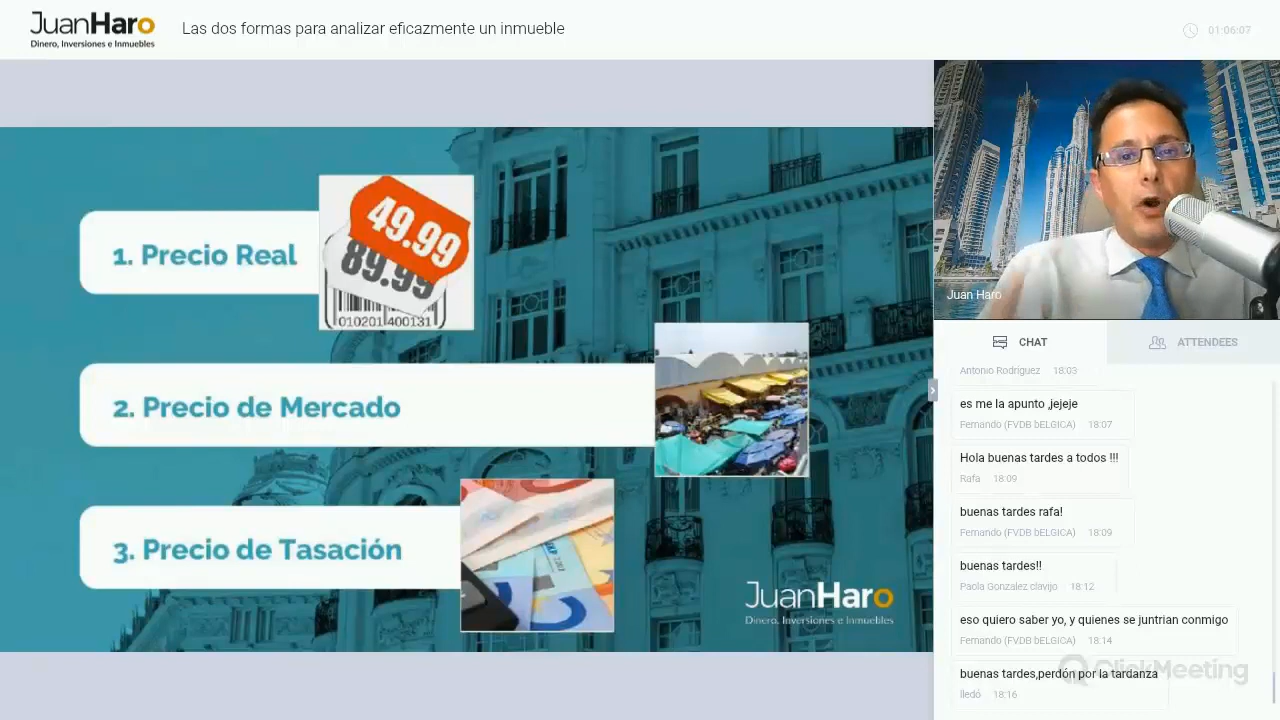 JuanHaro
Dinero, Inversiones e Inmuebles
Las dos formas para analizar eficazmente un inmueble
01:06:07
1. Precio Real
49.99
89.99
010201 400131
2. Precio de Mercado
3. Precio de Tasación
JuanHaro
Dinero, Inversiones e Inmuebles
Juan Haro
CHAT
ATTENDEES
Antonio Rodriguez 18:03
es me la apunto ,jejeje
Fernando (FVDB bELGICA) 18:07
Hola buenas tardes a todos !!!
Rafa 18:09
buenas tardes rafa!
Fernando (FVDB bELGICA) 18:09
buenas tardes!!
Paola Gonzalez clavijo 18:12
eso quiero saber yo, y quienes se juntrian conmigo
Fernando (FVDB bELGICA) 18:14
buenas tardes,perdón por la tardanza
lledó 18:16
ClickMeeting